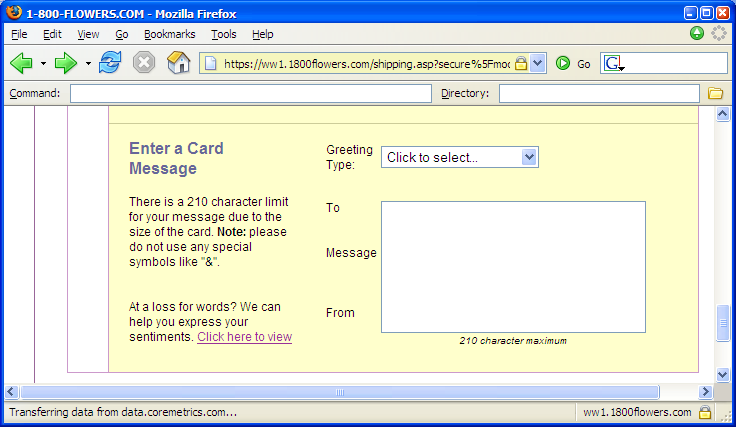 1-800-FLOWERS.COM - Mozilla Firefox
File Edit View Go Bookmarks Tools Help
https://ww1.1800flowers.com/shipping.asp?secure%5Fmod
Go
G
Command:
Directory:
Enter a Card
Message
There is a 210 character limit
for your message due to the
size of the card. Note: please
do not use any special
symbols like "&".
At a loss for words? We can
help you express your
sentiments. Click here to view
Greeting
Type:
Click to select...
To
Message
From
210 character maximum
Transferring data from data.coremetrics.com...
ww1.1800flowers.com